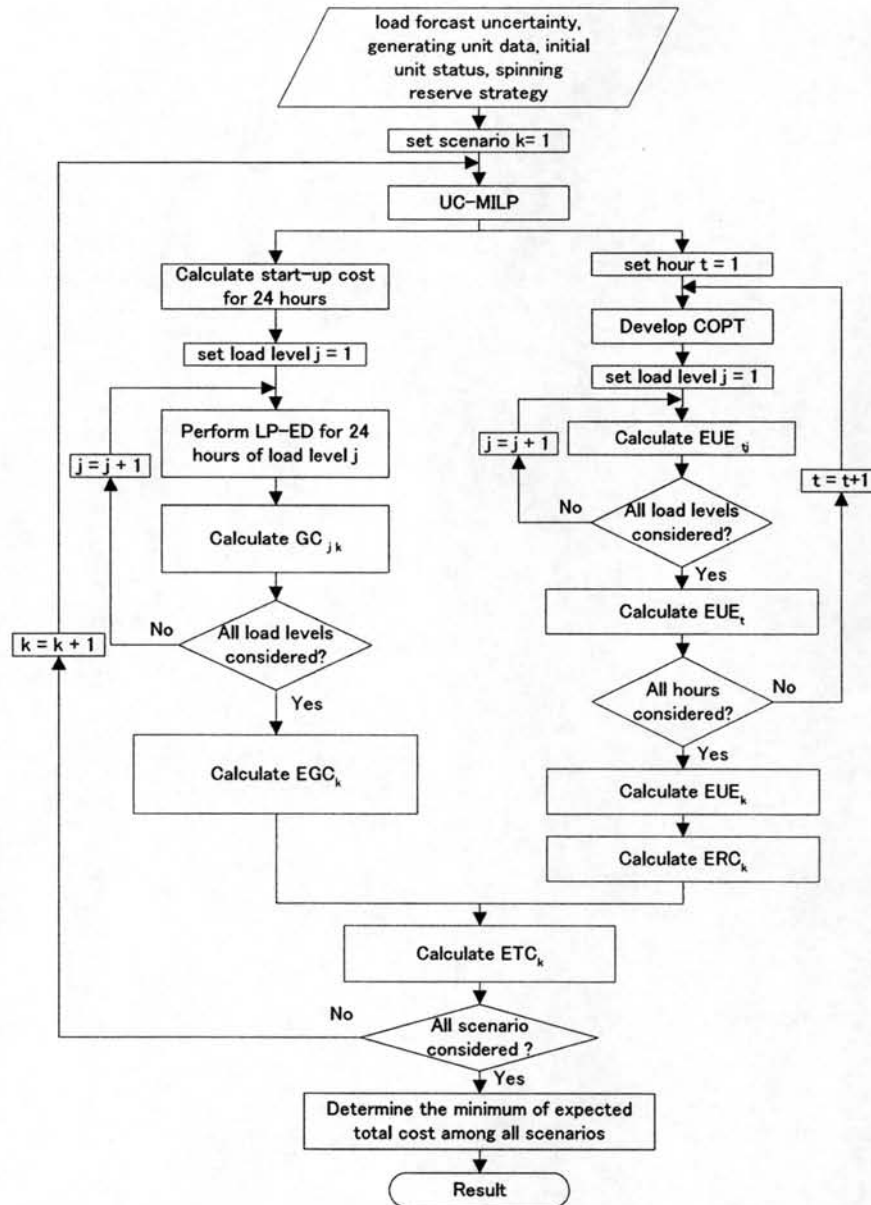 load forcast uncertainty,
generating unit data, initial
unit status, spinning
reserve strategy
set scenario k= 1
UC-MILP
Calculate start-up cost
for 24 hours
set load level j = 1
Perform LP-ED for 24
hours of load level j
j = j + 1
Calculate GC j k
All load levels
considered?
No
Yes
k = k + 1
Calculate EGCk
set hour t = 1
Develop COPT
set load level j = 1
Calculate EUE tj
j = j + 1
All load levels
considered?
No
Yes
t = t+1
Calculate EUEt
All hours
considered?
No
Yes
Calculate EUEk
Calculate ERCk
Calculate ETCk
All scenario
considered ?
No
Yes
Determine the minimum of expected
total cost among all scenarios
Result